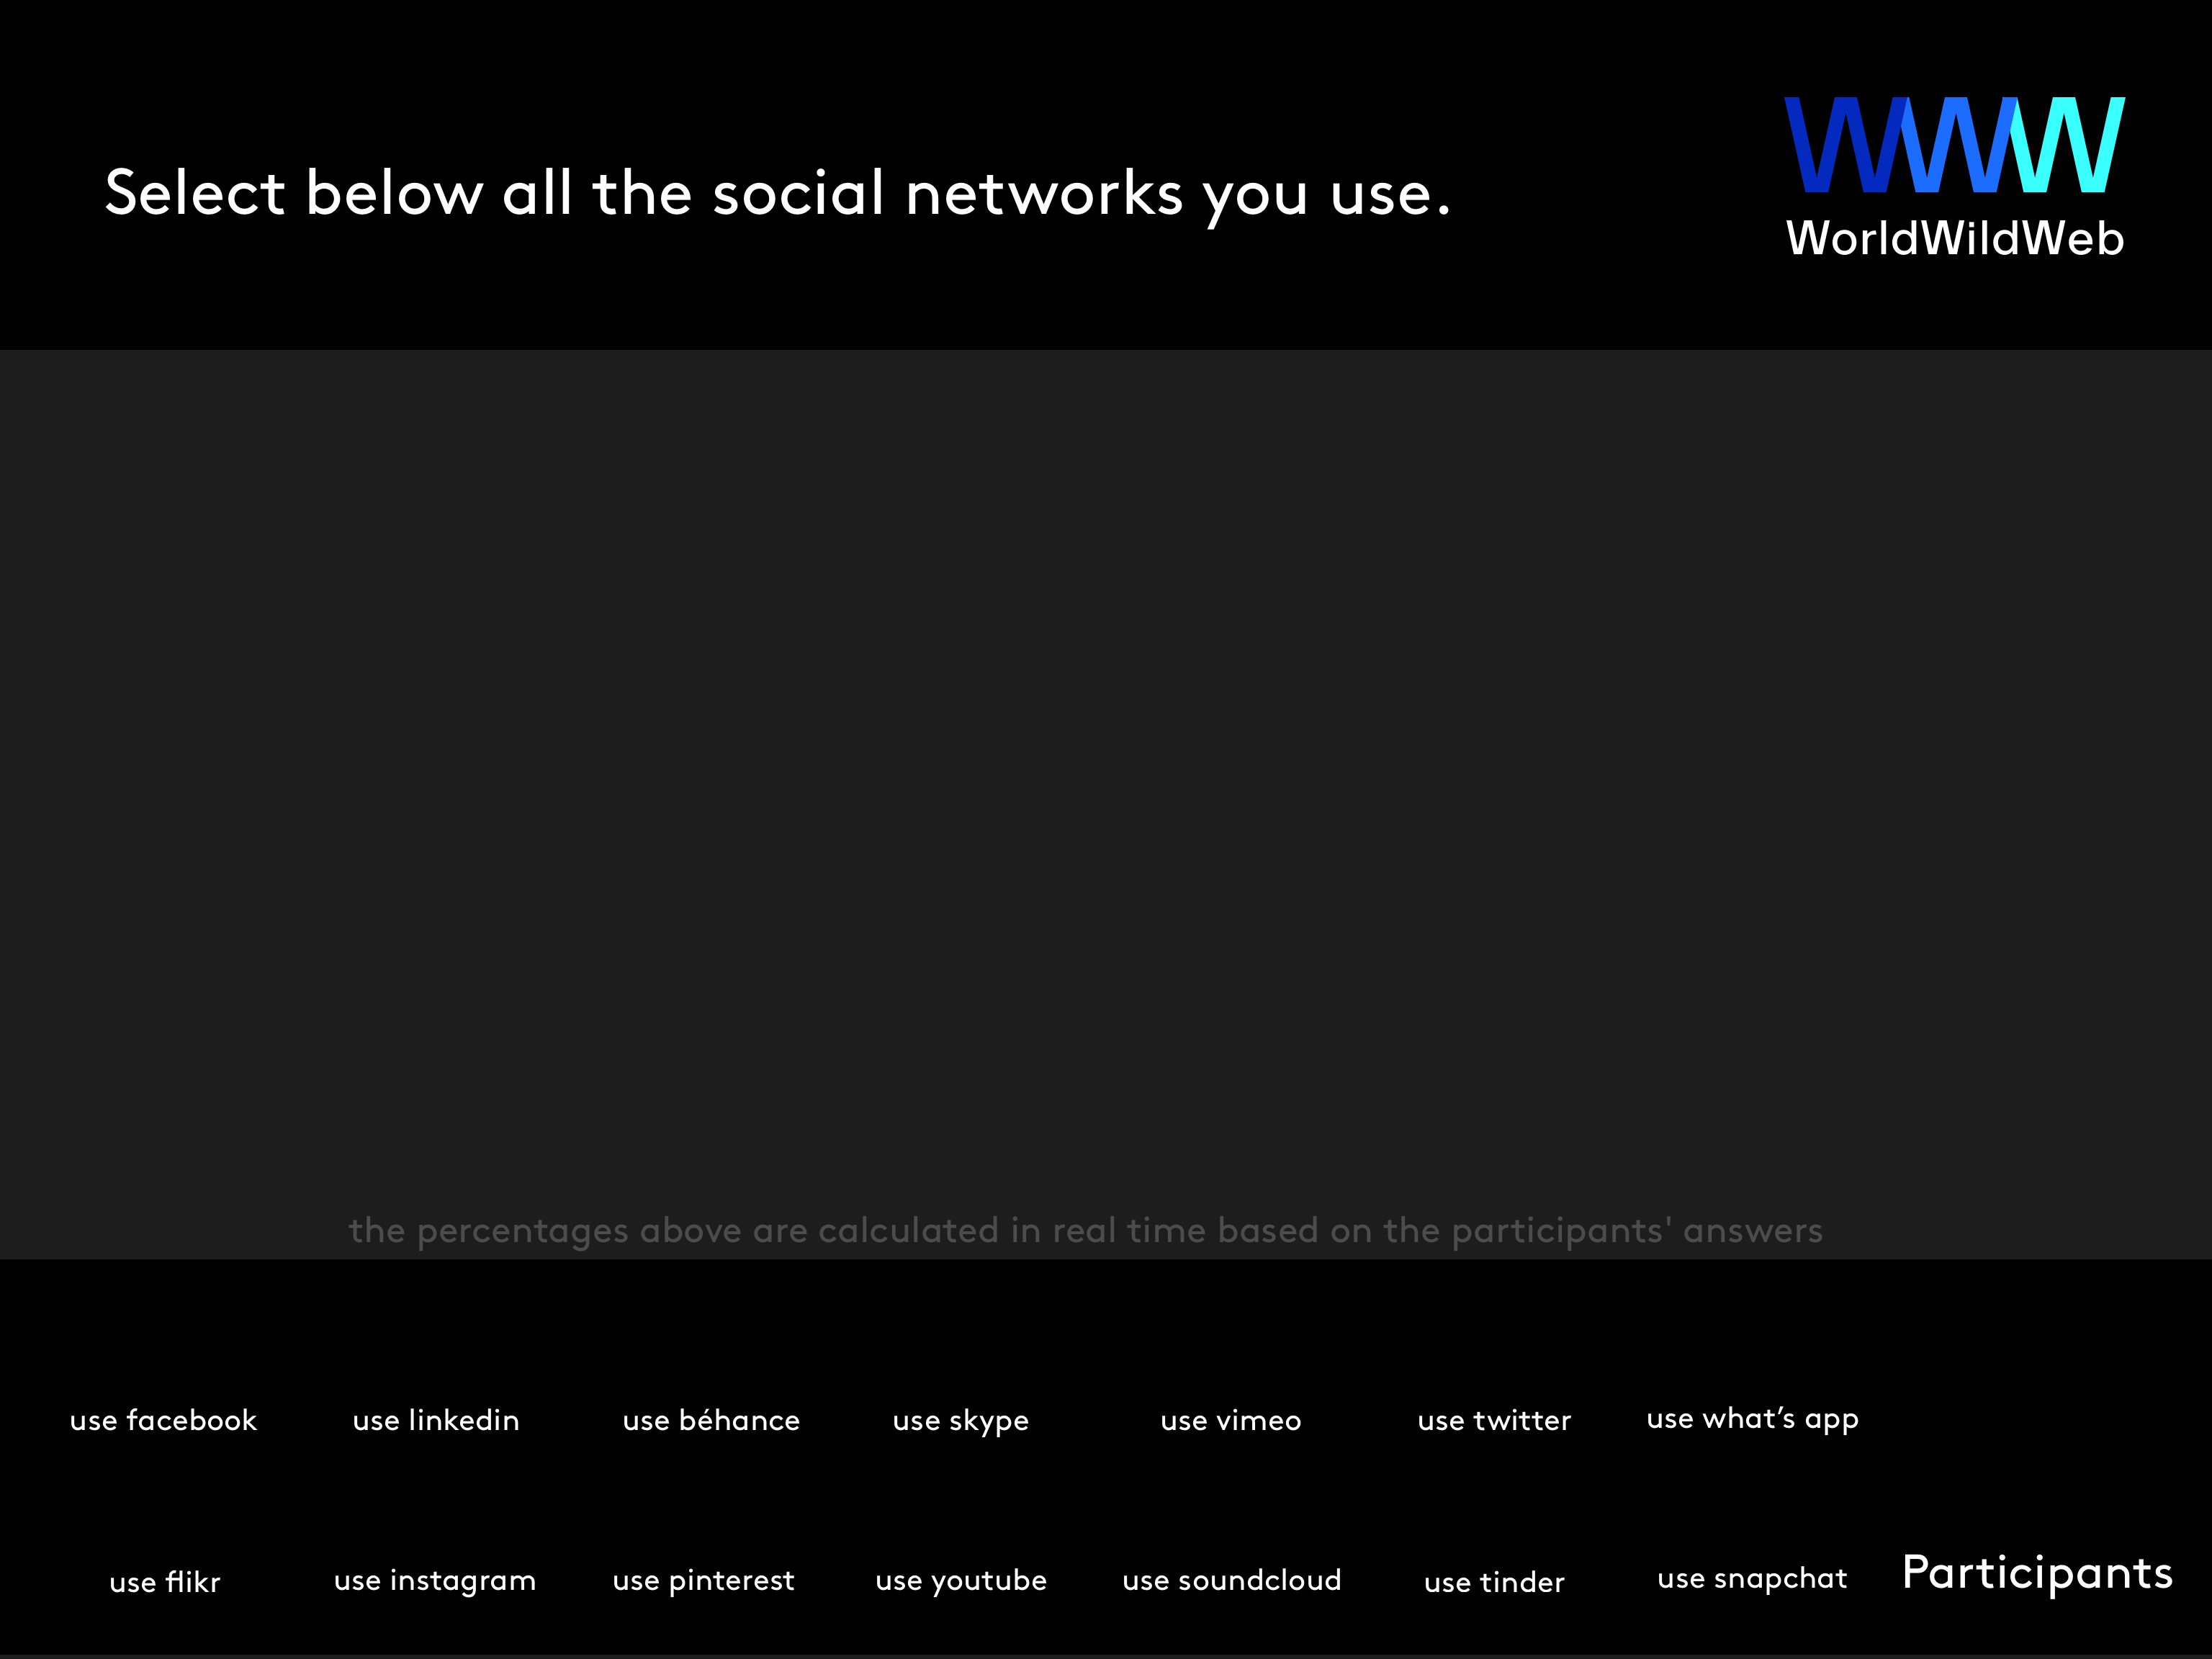 Select below all the social networks you use.
WWW
WorldWildWeb
the percentages above are calculated in real time based on the participants' answers
use facebook
use linkedin
use béhance
use skype
use vimeo
use twitter
use what’s app
use flikr
use instagram
use pinterest
use youtube
use soundcloud
use tinder
use snapchat
Participants